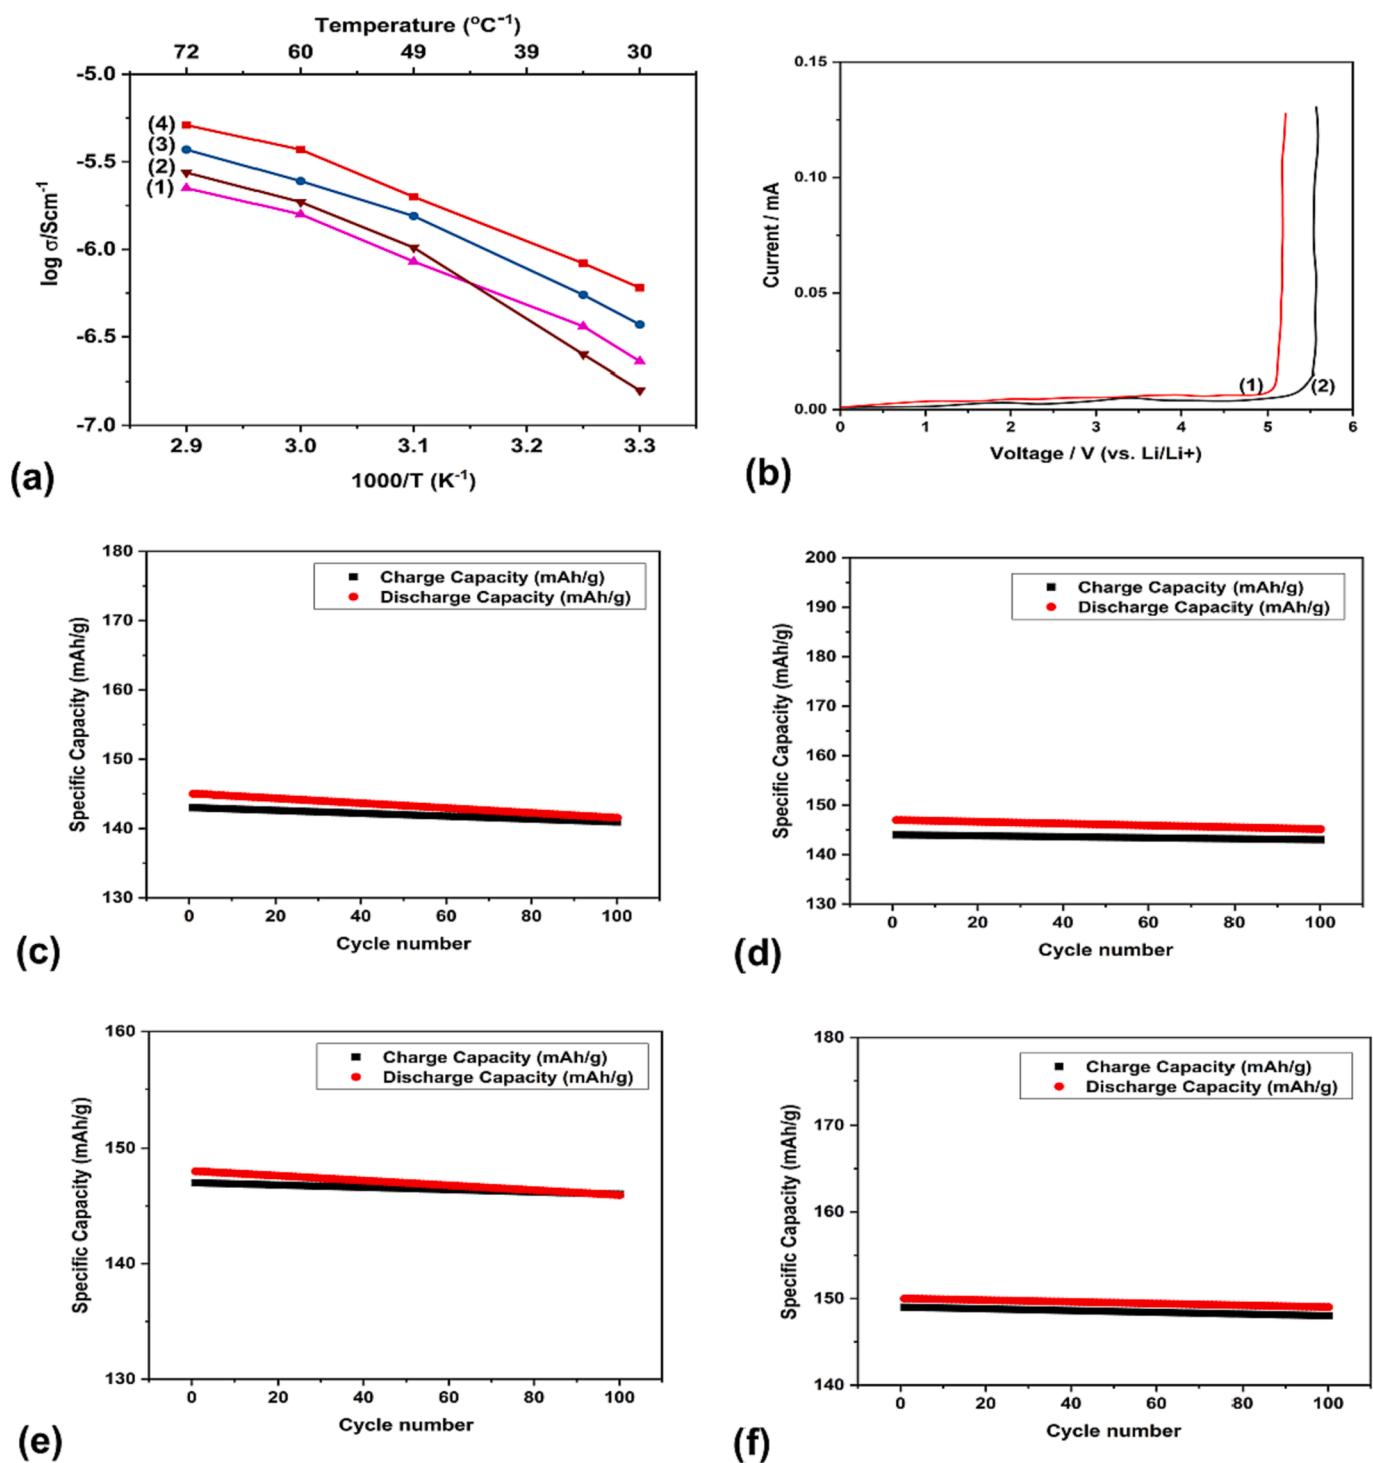 Temperature (°C⁻¹)
72 60 49 39 30
-5.0
-5.5
-6.0
-6.5
-7.0
log σ/Scm⁻¹
(4)
(3)
(2)
(1)
2.9 3.0 3.1 3.2 3.3
1000/T (K⁻¹)
(a)
0.15
0.10
0.05
0.00
Current / mA
(1)
(2)
0 1 2 3 4 5 6
Voltage / V (vs. Li/Li+)
(b)
180
170
160
150
140
130
Specific Capacity (mAh/g)
Charge Capacity (mAh/g)
Discharge Capacity (mAh/g)
0 20 40 60 80 100
Cycle number
(c)
200
190
180
170
160
150
140
130
Specific Capacity (mAh/g)
Charge Capacity (mAh/g)
Discharge Capacity (mAh/g)
0 20 40 60 80 100
Cycle number
(d)
160
150
140
130
Specific Capacity (mAh/g)
Charge Capacity (mAh/g)
Discharge Capacity (mAh/g)
0 20 40 60 80 100
Cycle number
(e)
180
170
160
150
140
Specific Capacity (mAh/g)
Charge Capacity (mAh/g)
Discharge Capacity (mAh/g)
0 20 40 60 80 100
Cycle number
(f)